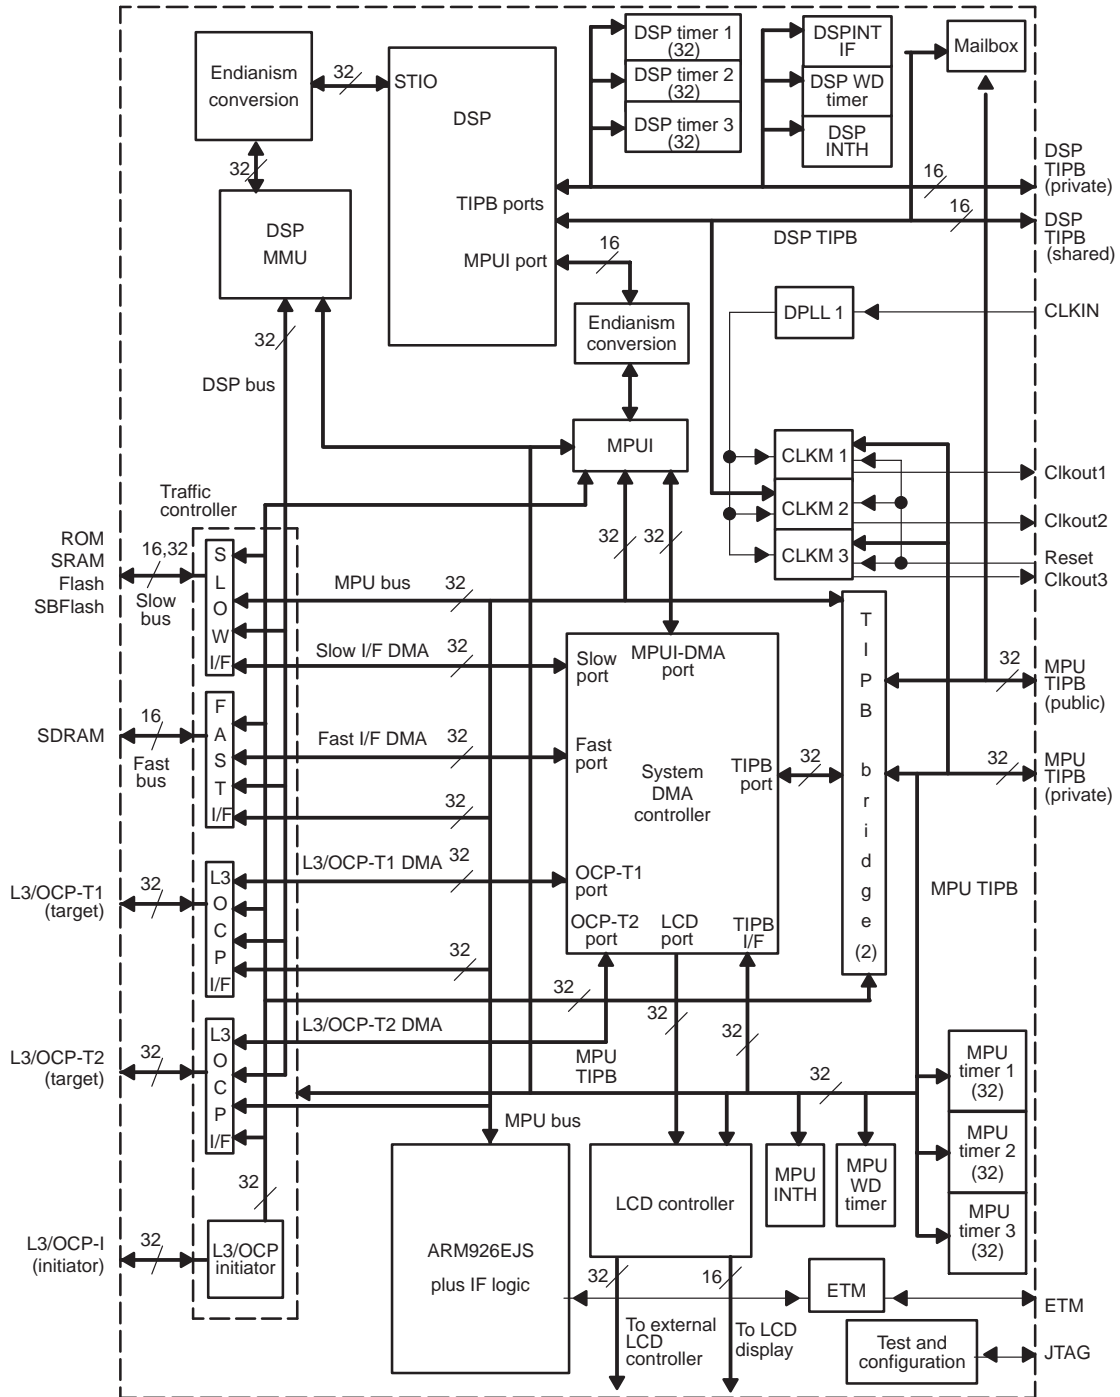 DSP timer 1
(32)
DSP timer 2
(32)
DSP timer 3
(32)
DSPINT
IF
DSP WD
timer
DSP
INTH
Mailbox
Endianism
conversion
32
STIO
DSP
TIPB ports
MPUI port
32
DSP
MMU
16
DSP
TIPB
(private)
16
DSP
TIPB
(shared)
DSP TIPB
16
Endianism
conversion
DPLL 1
CLKIN
32
DSP bus
MPUI
CLKM 1
CLKM 2
CLKM 3
Clkout1
Clkout2
Reset
Clkout3
Traffic
controller
ROM
SRAM
Flash
SBFlash
16,32
Slow
bus
S
L
O
W
I/F
MPU bus
32
32
32
Slow I/F DMA
32
Slow
port
MPUI-DMA
port
T
I
P
B
b
r
i
d
g
e
(2)
32
MPU
TIPB
(public)
SDRAM
16
Fast
bus
F
A
S
T
I/F
Fast I/F DMA
32
Fast
port
System
DMA
controller
TIPB
port
32
32
MPU
TIPB
(private)
32
L3/OCP-T1
(target)
32
L3
O
C
P
I/F
L3/OCP-T1 DMA
32
OCP-T1
port
OCP-T2
port
LCD
port
TIPB
I/F
MPU TIPB
32
32
L3/OCP-T2
(target)
32
L3
O
C
P
I/F
L3/OCP-T2 DMA
MPU
TIPB
32
32
32
MPU bus
MPU
timer 1
(32)
MPU
timer 2
(32)
MPU
timer 3
(32)
32
L3/OCP-I
(initiator)
32
L3/OCP
initiator
ARM926EJS
plus IF logic
LCD controller
MPU
INTH
MPU
WD
timer
32
16
To external
LCD
controller
To LCD
display
ETM
ETM
Test and
configuration
JTAG